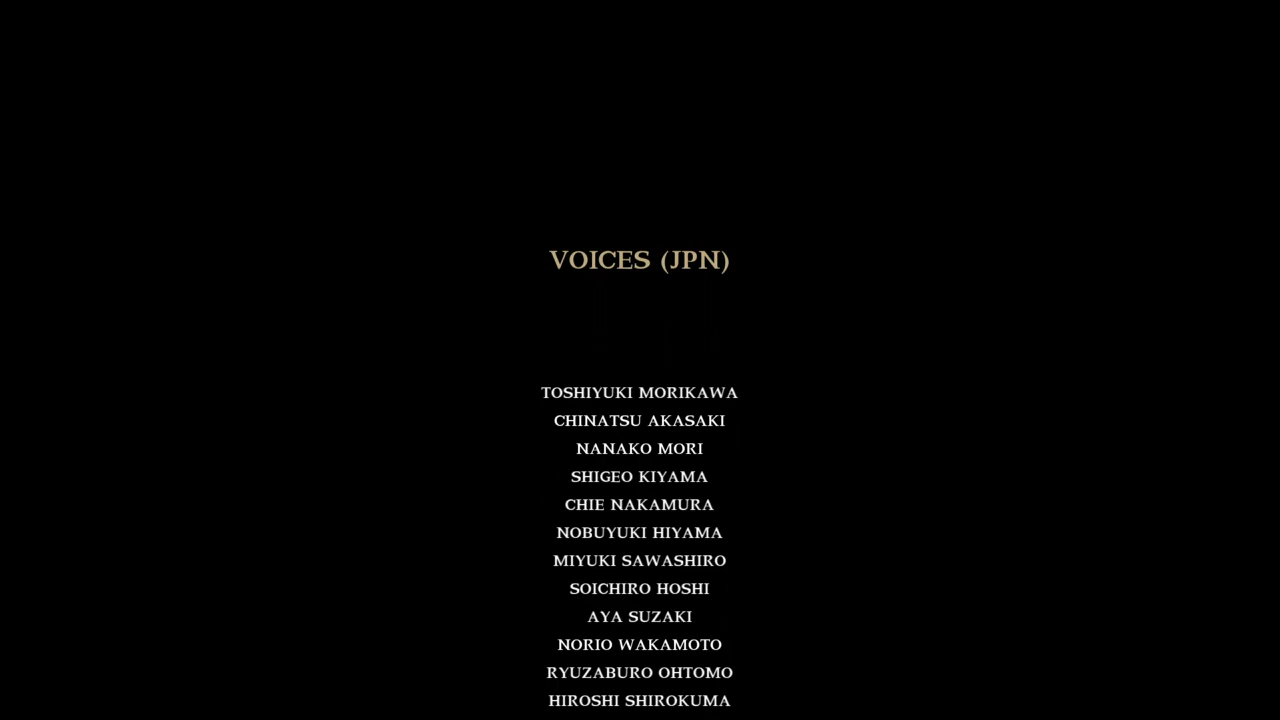 VOICES (JPN)
TOSHIYUKI MORIKAWA
CHINATSU AKASAKI
NANAKO MORI
SHIGEO KIYAMA
CHIE NAKAMURA
NOBUYUKI HIYAMA
MIYUKI SAWASHIRO
SOICHIRO HOSHI
AYA SUZAKI
NORIO WAKAMOTO
RYUZABURO OHTOMO
HIROSHI SHIROKUMA